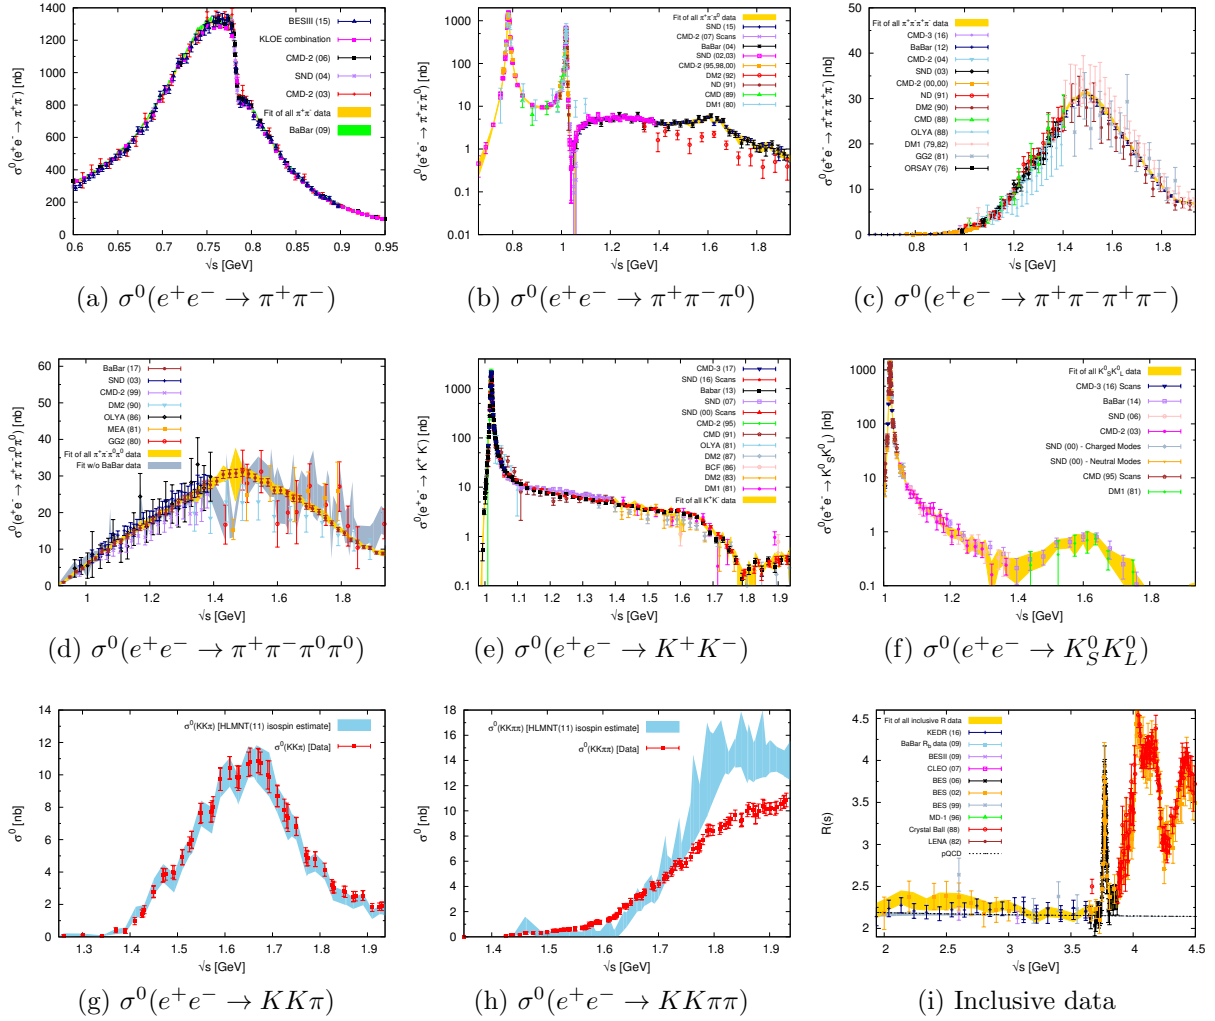 1400
1200
1000
800
600
400
200
0
0.6 0.65 0.7 0.75 0.8 0.85 0.9 0.95
√s [GeV]
σ⁰(e⁺e⁻ → π⁺π⁻) [nb]
BESIII (15)
KLOE combination
CMD-2 (06)
SND (04)
CMD-2 (03)
Fit of all π⁺π⁻ data
BaBar (09)
(a) σ⁰(e⁺e⁻ → π⁺π⁻)
1000
100
10
1
0.1
0.01
0.8 1 1.2 1.4 1.6 1.8
√s [GeV]
σ⁰(e⁺e⁻ → π⁺π⁻π⁰) [nb]
Fit of all π⁺π⁻π⁰ data
SND (15)
CMD-2 (07) Scans
BaBar (04)
SND (02,03)
CMD-2 (95,98,00)
DM2 (92)
ND (91)
CMD (89)
DM1 (80)
(b) σ⁰(e⁺e⁻ → π⁺π⁻π⁰)
50
40
30
20
10
0
0.8 1 1.2 1.4 1.6 1.8
√s [GeV]
σ⁰(e⁺e⁻ → π⁺π⁻π⁺π⁻) [nb]
Fit of all π⁺π⁻π⁺π⁻ data
CMD-3 (16)
BaBar (12)
CMD-2 (04)
SND (03)
CMD-2 (00,00)
ND (91)
DM2 (90)
CMD (88)
OLYA (88)
DM1 (79,82)
GG2 (81)
ORSAY (76)
(c) σ⁰(e⁺e⁻ → π⁺π⁻π⁺π⁻)
60
50
40
30
20
10
0
1 1.2 1.4 1.6 1.8
√s [GeV]
σ⁰(e⁺e⁻ → π⁺π⁻π⁰π⁰) [nb]
BaBar (17)
SND (03)
CMD-2 (99)
DM2 (90)
OLYA (86)
MEA (81)
GG2 (80)
Fit of all π⁺π⁻π⁰π⁰ data
Fit w/o BaBar data
(d) σ⁰(e⁺e⁻ → π⁺π⁻π⁰π⁰)
1000
100
10
1
0.1
1 1.1 1.2 1.3 1.4 1.5 1.6 1.7 1.8 1.9
√s [GeV]
σ⁰(e⁺e⁻ → K⁺ K⁻) [nb]
CMD-3 (17)
SND (16) Scans
Babar (13)
SND (07)
SND (00) Scans
CMD-2 (95)
CMD (91)
OLYA (81)
DM2 (87)
BCF (86)
DM2 (83)
DM1 (81)
Fit of all K⁺K⁻ data
(e) σ⁰(e⁺e⁻ → K⁺K⁻)
1000
100
10
1
0.1
1 1.2 1.4 1.6 1.8
√s [GeV]
σ⁰(e⁺e⁻ → K⁰_S K⁰_L) [nb]
Fit of all K⁰_S K⁰_L data
CMD-3 (16) Scans
BaBar (14)
SND (06)
CMD-2 (03)
SND (00) - Charged Modes
SND (00) - Neutral Modes
CMD (95) Scans
DM1 (81)
(f) σ⁰(e⁺e⁻ → K⁰_S K⁰_L)
14
12
10
8
6
4
2
0
1.3 1.4 1.5 1.6 1.7 1.8 1.9
√s [GeV]
σ⁰ [nb]
σ⁰(KKπ) [HLMNT(11) isospin estimate]
σ⁰(KKπ) [Data]
(g) σ⁰(e⁺e⁻ → KKπ)
18
16
14
12
10
8
6
4
2
0
1.4 1.5 1.6 1.7 1.8 1.9
√s [GeV]
σ⁰ [nb]
σ⁰(KKππ) [HLMNT(11) isospin estimate]
σ⁰(KKππ) [Data]
(h) σ⁰(e⁺e⁻ → KKππ)
4.5
4
3.5
3
2.5
2
2 2.5 3 3.5 4 4.5
√s [GeV]
R(s)
Fit of all inclusive R data
KEDR (16)
BaBar R_b data (09)
BESII (09)
CLEO (07)
BES (06)
BES (02)
BES (99)
MD-1 (96)
Crystal Ball (88)
LENA (82)
pQCD
(i) Inclusive data